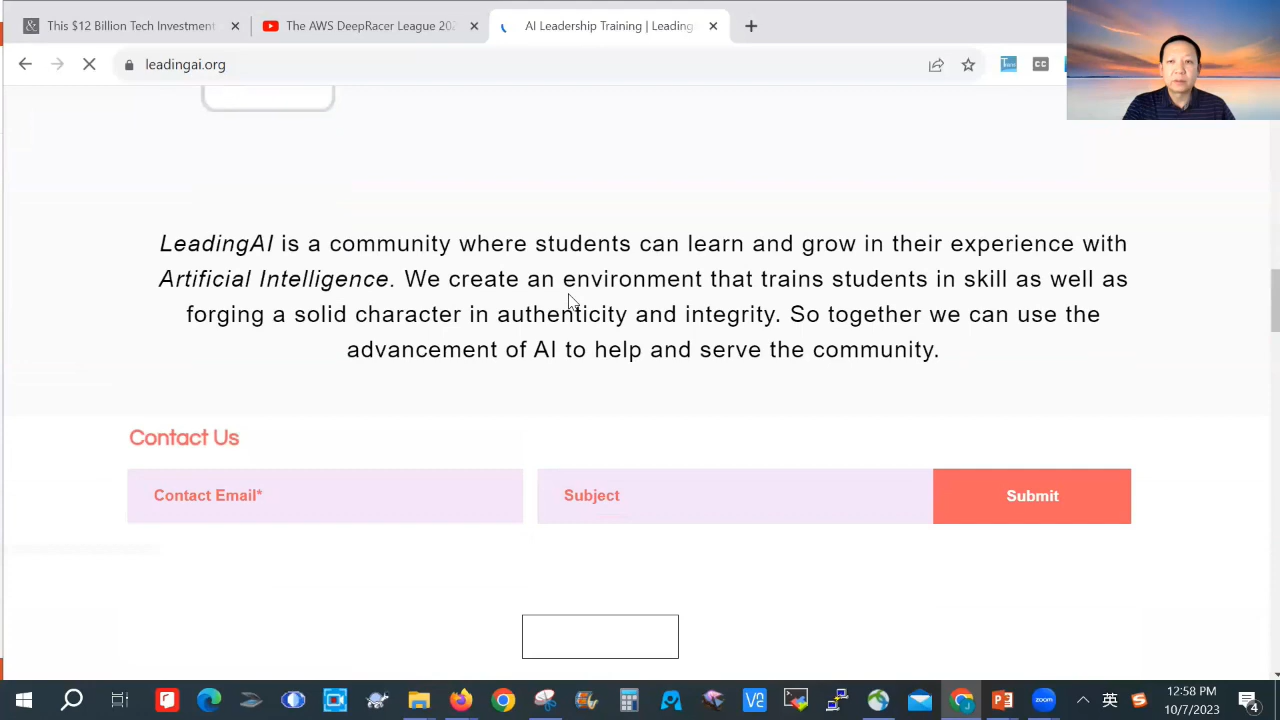 This $12 Billion Tech Investment
The AWS DeepRacer League 202
AI Leadership Training | Leading
leadingai.org
CC
LeadingAI is a community where students can learn and grow in their experience with
Artificial Intelligence. We create an environment that trains students in skill as well as
forging a solid character in authenticity and integrity. So together we can use the
advancement of AI to help and serve the community.
Contact Us
Contact Email*
Subject
Submit
zoom
英
12:58 PM
10/7/2023
4